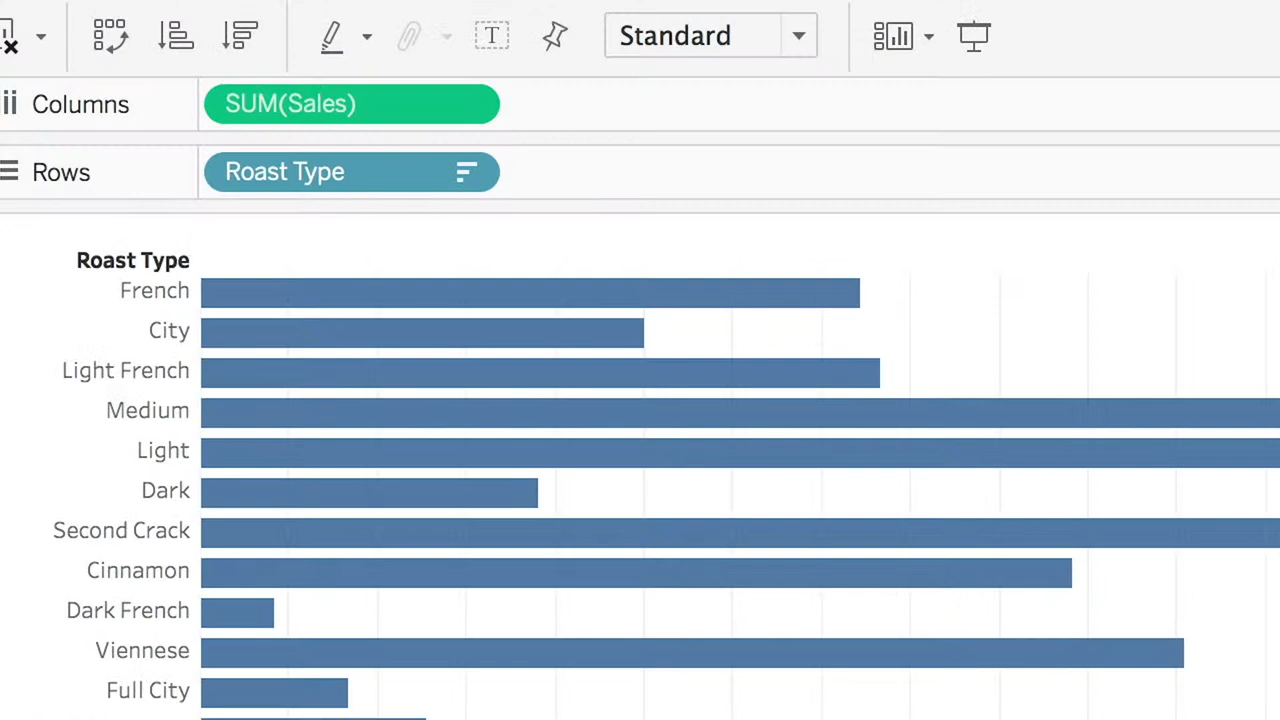 T
Standard
Columns
SUM(Sales)
Rows
Roast Type
Roast Type
French
City
Light French
Medium
Light
Dark
Second Crack
Cinnamon
Dark French
Viennese
Full City